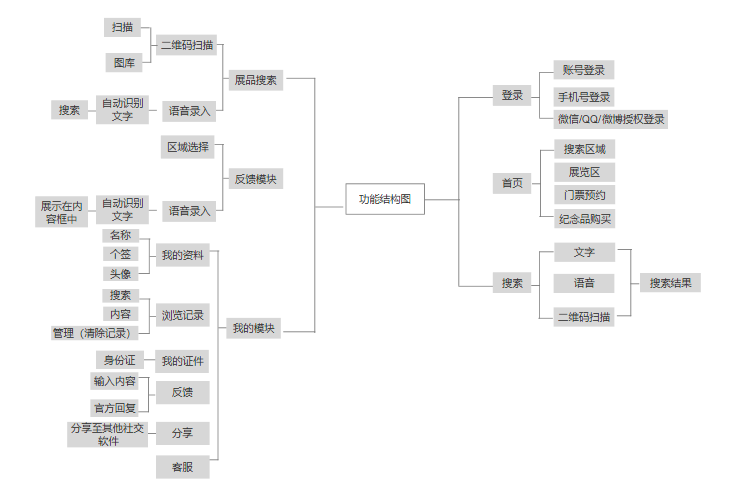 功能结构图
登录
账号登录
手机号登录
微信/QQ/微博授权登录
首页
搜索区域
展览区
门票预约
纪念品购买
搜索
文字
语音
二维码扫描
搜索结果
展品搜索
二维码扫描
扫描
图库
语音录入
自动识别
文字
搜索
反馈模块
区域选择
语音录入
自动识别
文字
展示在内
容框中
我的模块
我的资料
名称
个签
头像
浏览记录
搜索
内容
管理（清除记录）
我的证件
身份证
反馈
输入内容
官方回复
分享
分享至其他社交
软件
客服